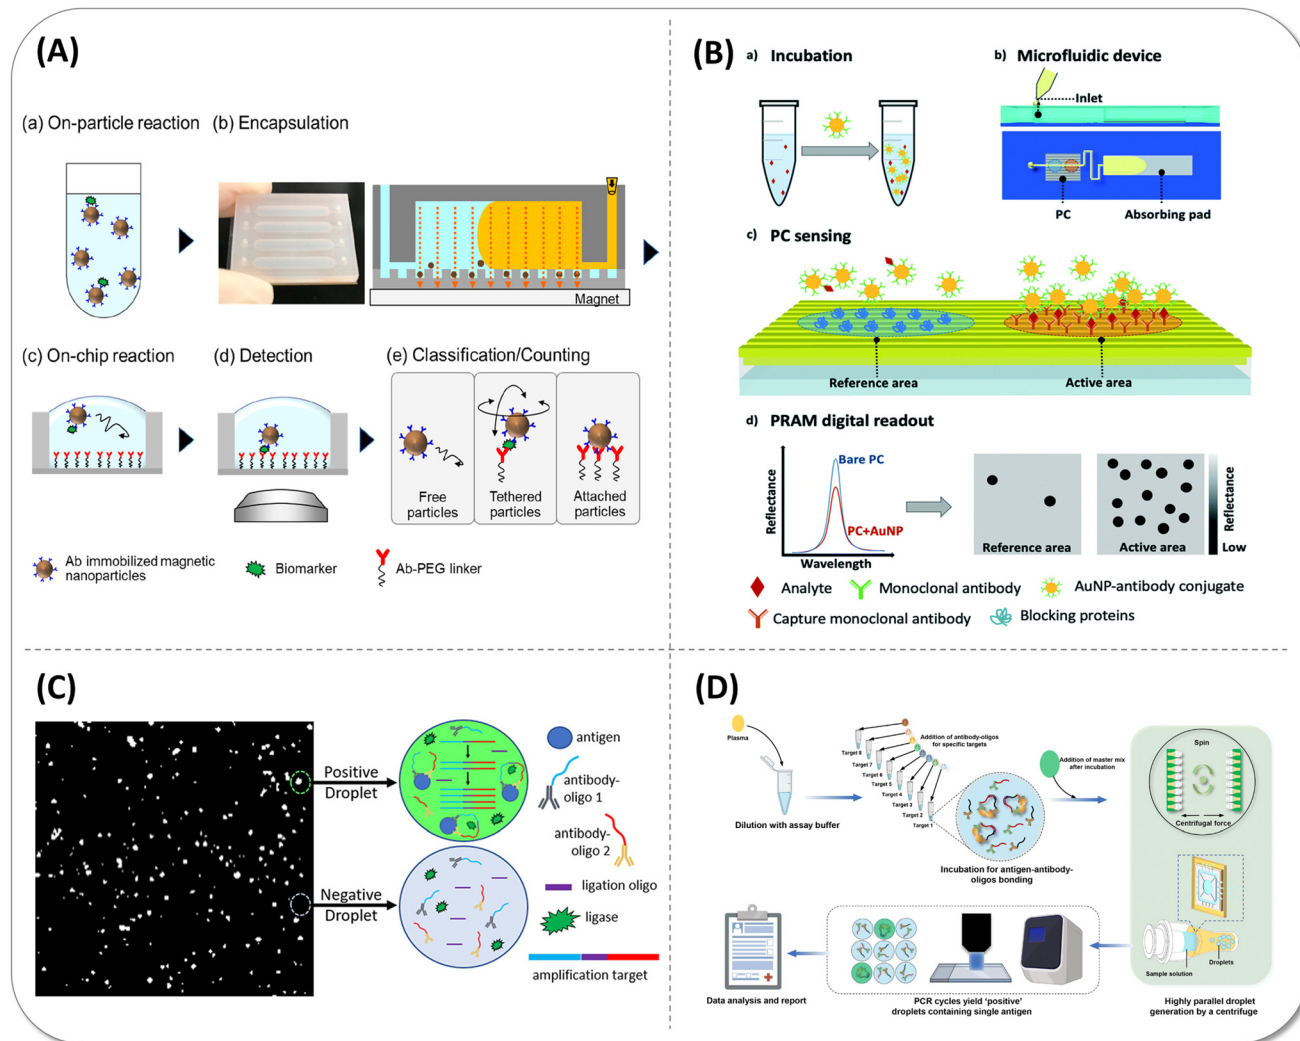 (A)
(a) On-particle reaction
(b) Encapsulation
Magnet
(c) On-chip reaction
(d) Detection
(e) Classification/Counting
Free
particles
Tethered
particles
Attached
particles
Ab immobilized magnetic
nanoparticles
Biomarker
Ab-PEG linker
(B)
a) Incubation
b) Microfluidic device
Inlet
PC
Absorbing pad
c) PC sensing
Reference area
Active area
d) PRAM digital readout
Reflectance
Bare PC
PC+AuNP
Wavelength
Reference area
Active area
Reflectance
Low
Analyte
Monoclonal antibody
AuNP-antibody conjugate
Capture monoclonal antibody
Blocking proteins
(C)
Positive
Droplet
Negative
Droplet
antigen
antibody-
oligo 1
antibody-
oligo 2
ligation oligo
ligase
amplification target
(D)
Plasma
Dilution with assay buffer
Addition of antibody-oligos
for specific targets
Target 8
Target 7
Target 6
Target 5
Target 4
Target 3
Target 2
Target 1
Incubation for antigen-antibody-
oligos bonding
Addition of master mix
after incubation
Spin
Centrifugal force
Sample solution
Droplets
Highly parallel droplet
generation by a centrifuge
PCR cycles yield 'positive'
droplets containing single antigen
Data analysis and report